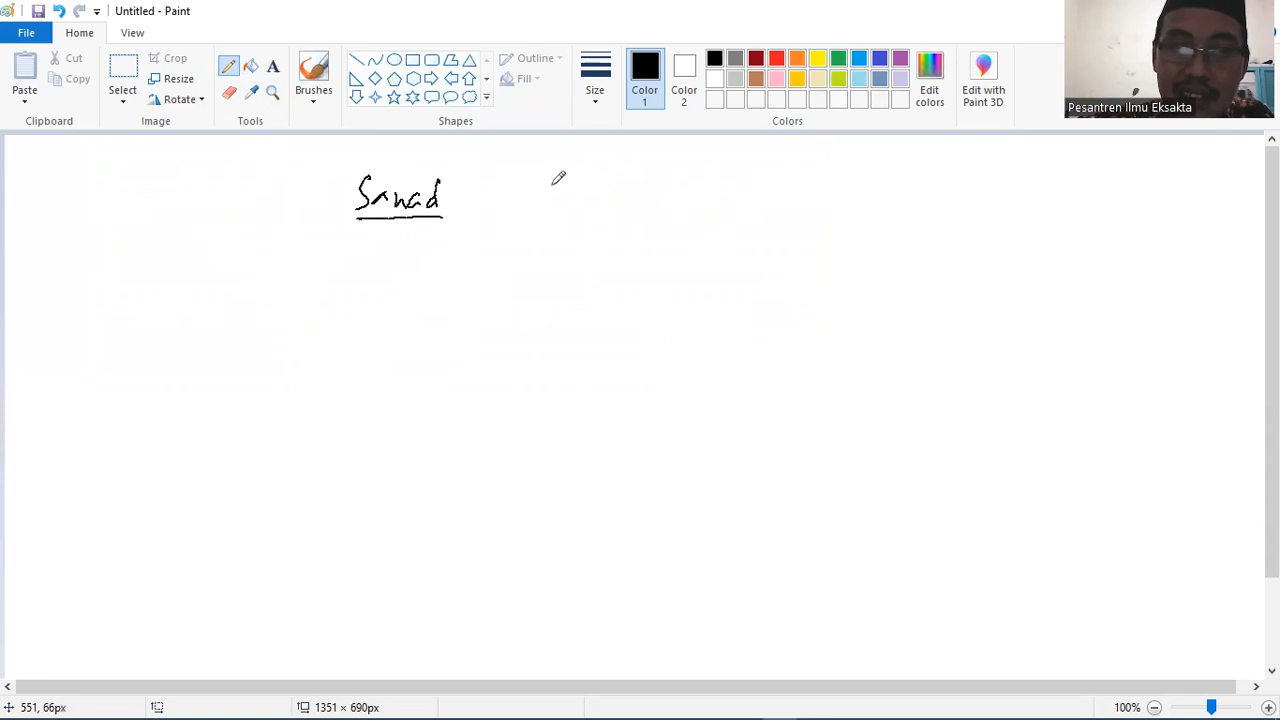 Untitled - Paint
File
Home
View
Paste
Cut
Copy
Clipboard
Select
Crop
Resize
Rotate
Image
Tools
Brushes
Shapes
Outline
Fill
Size
Color 1
Color 2
Edit colors
Colors
Edit with Paint 3D
Pesantren Ilmu Eksakta
Sanad
551, 66px
1351 × 690px
100%